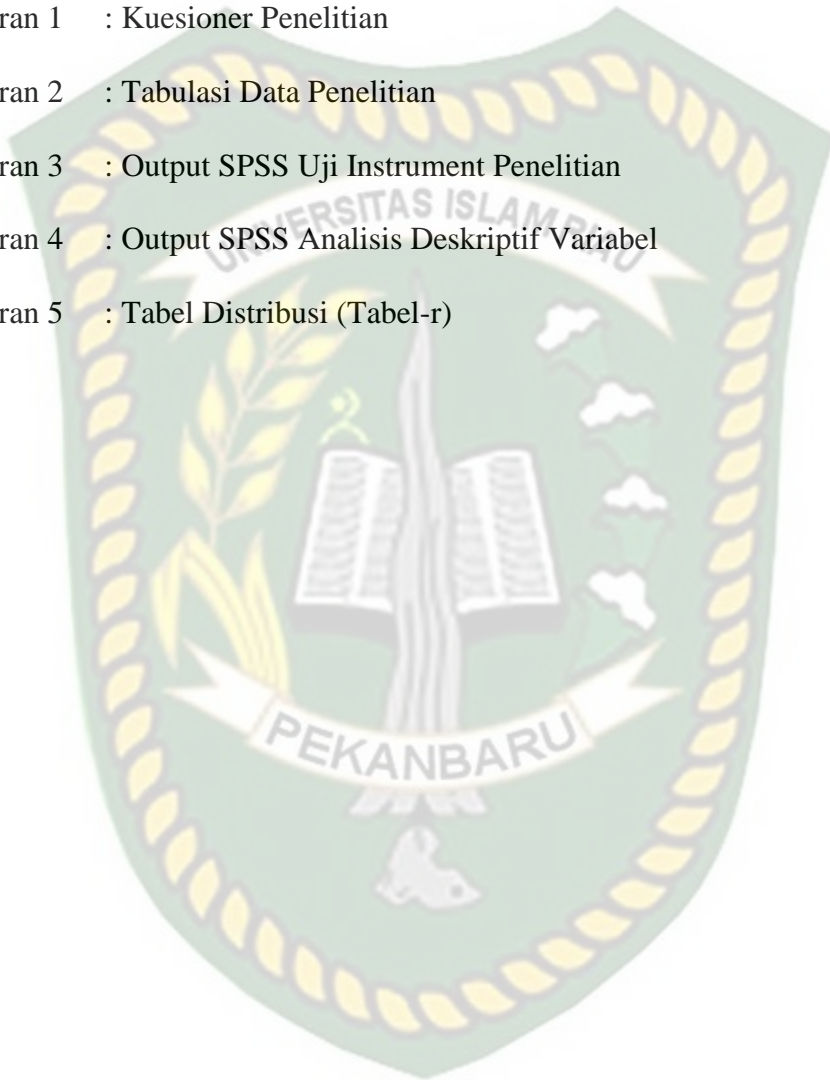 ran 1 : Kuesioner Penelitian
ran 2 : Tabulasi Data Penelitian
ran 3 : Output SPSS Uji Instrument Penelitian
UNIVERSITAS ISLAM RIAU
ran 4 : Output SPSS Analisis Deskriptif Variabel
ran 5 : Tabel Distribusi (Tabel-r)
PEKANBARU